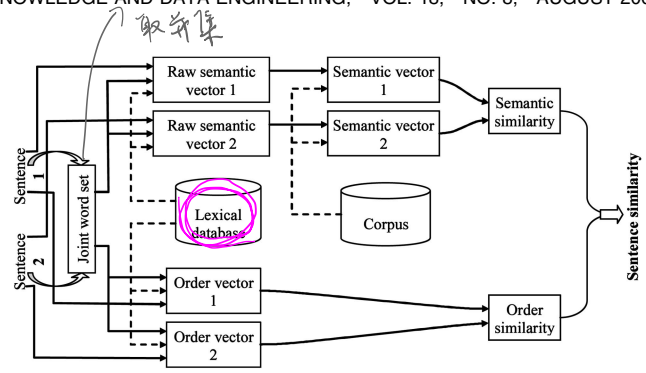 NOWLEDGE AND DATA ENGINEERING, VOL. 18, NO. 8, AUGUST 200
取并集
Raw semantic
vector 1
Semantic vector
1
Semantic
similarity
Raw semantic
vector 2
Semantic vector
2
Sentence
1
Joint word set
Lexical
database
Corpus
Sentence similarity
Sentence
2
Order vector
1
Order
similarity
Order vector
2